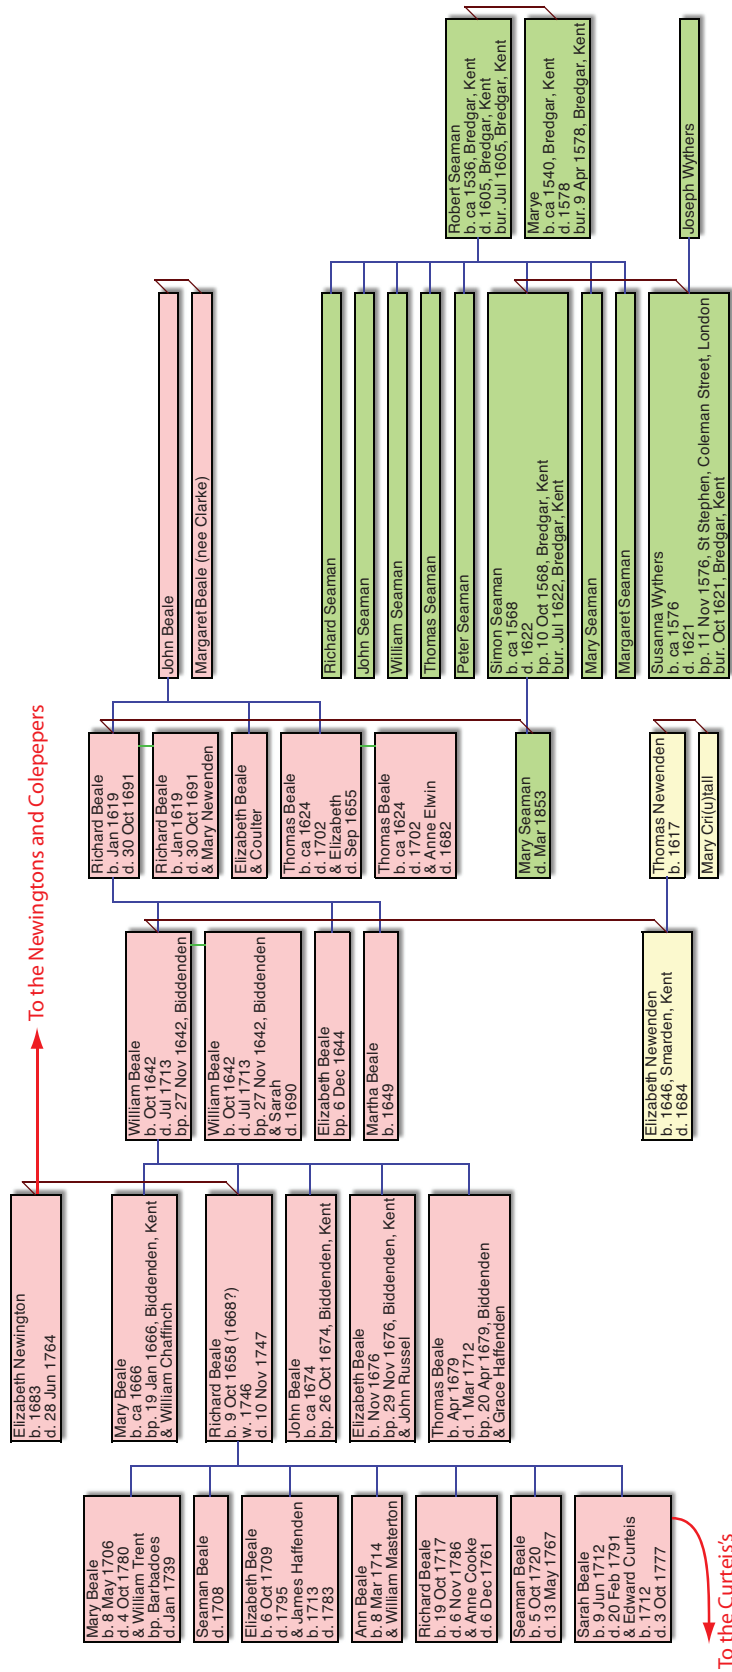 To the Newingtons and Colepepers
Elizabeth Newington
b. 1683
d. 28 Jun 1764
Mary Beale
b. ca 1666
bp. 19 Jan 1666, Biddenden, Kent
& William Chaffinch
Richard Beale
b. 9 Oct 1658 (1668?)
w. 1746
d. 10 Nov 1747
John Beale
b. ca 1674
bp. 26 Oct 1674, Biddenden, Kent
Elizabeth Beale
b. Nov 1676
bp. 29 Nov 1676, Biddenden, Kent
& John Russel
Thomas Beale
b. Apr 1679
d. 1 Mar 1712
bp. 20 Apr 1679, Biddenden
& Grace Haffenden
Mary Beale
b. 8 May 1706
d. 4 Oct 1780
& William Trent
bp. Barbadoes
d. Jan 1739
Seaman Beale
d. 1708
Elizabeth Beale
b. 6 Oct 1709
d. 1795
& James Haffenden
b. 1713
d. 1783
Ann Beale
b. 8 Mar 1714
& William Masterton
Richard Beale
b. 19 Oct 1717
d. 6 Nov 1786
& Anne Cooke
d. 6 Dec 1761
Seaman Beale
b. 5 Oct 1720
d. 13 May 1767
Sarah Beale
b. 9 Jun 1712
d. 20 Feb 1791
& Edward Curteis
b. 1712
d. 3 Oct 1777
To the Curteis's
William Beale
b. Oct 1642
d. Jul 1713
bp. 27 Nov 1642, Biddenden
William Beale
b. Oct 1642
d. Jul 1713
bp. 27 Nov 1642, Biddenden
& Sarah
d. 1690
Elizabeth Beale
bp. 6 Dec 1644
Martha Beale
b. 1649
Elizabeth Newenden
b. 1646, Smarden, Kent
d. 1684
Richard Beale
b. Jan 1619
d. 30 Oct 1691
Richard Beale
b. Jan 1619
d. 30 Oct 1691
& Mary Newenden
Elizabeth Beale
& Coulter
Thomas Beale
b. ca 1624
d. 1702
& Elizabeth
d. Sep 1655
Thomas Beale
b. ca 1624
d. 1702
& Anne Elwin
d. 1682
Mary Seaman
d. Mar 1853
Thomas Newenden
b. 1617
Mary Cri(u)tall
John Beale
Margaret Beale (nee Clarke)
Richard Seaman
John Seaman
William Seaman
Thomas Seaman
Peter Seaman
Simon Seaman
b. ca 1568
d. 1622
bp. 10 Oct 1568, Bredgar, Kent
bur. Jul 1622, Bredgar, Kent
Mary Seaman
Margaret Seaman
Susanna Wythers
b. ca 1576
d. 1621
bp. 11 Nov 1576, St Stephen, Coleman Street, London
bur. Oct 1621, Bredgar, Kent
Robert Seaman
b. ca 1536, Bredgar, Kent
d. 1605, Bredgar, Kent
bur. Jul 1605, Bredgar, Kent
Marye
b. ca 1540, Bredgar, Kent
d. 1578
bur. 9 Apr 1578, Bredgar, Kent
Joseph Wythers